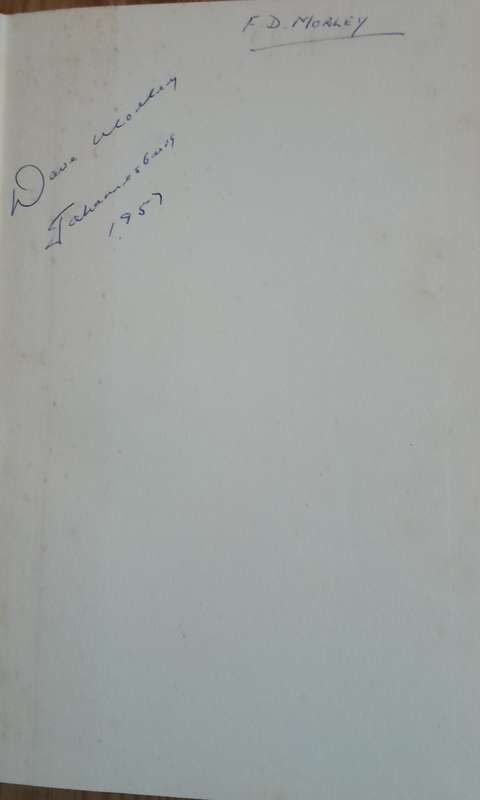 F. D. MORLEY
Dave Morley
Johannesburg
1957